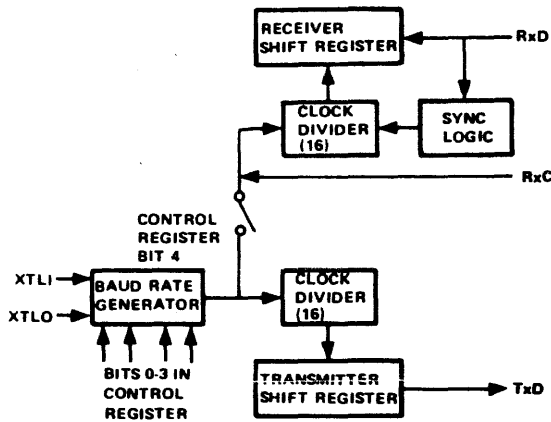 RECEIVER
SHIFT REGISTER
RxD
CLOCK
DIVIDER
(16)
SYNC
LOGIC
RxC
CONTROL
REGISTER
BIT 4
XTLI
XTLO
BAUD RATE
GENERATOR
CLOCK
DIVIDER
(16)
BITS 0-3 IN
CONTROL
REGISTER
TRANSMITTER
SHIFT REGISTER
TxD